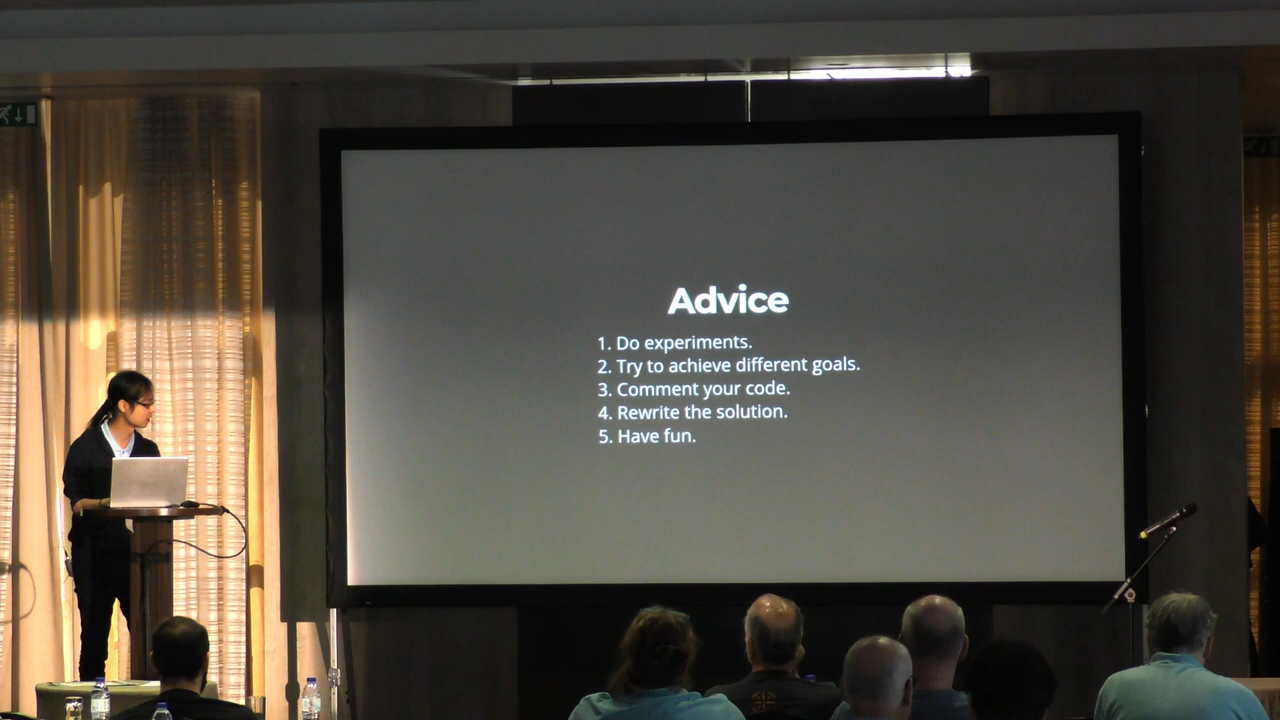 Advice
1. Do experiments.
2. Try to achieve different goals.
3. Comment your code.
4. Rewrite the solution.
5. Have fun.